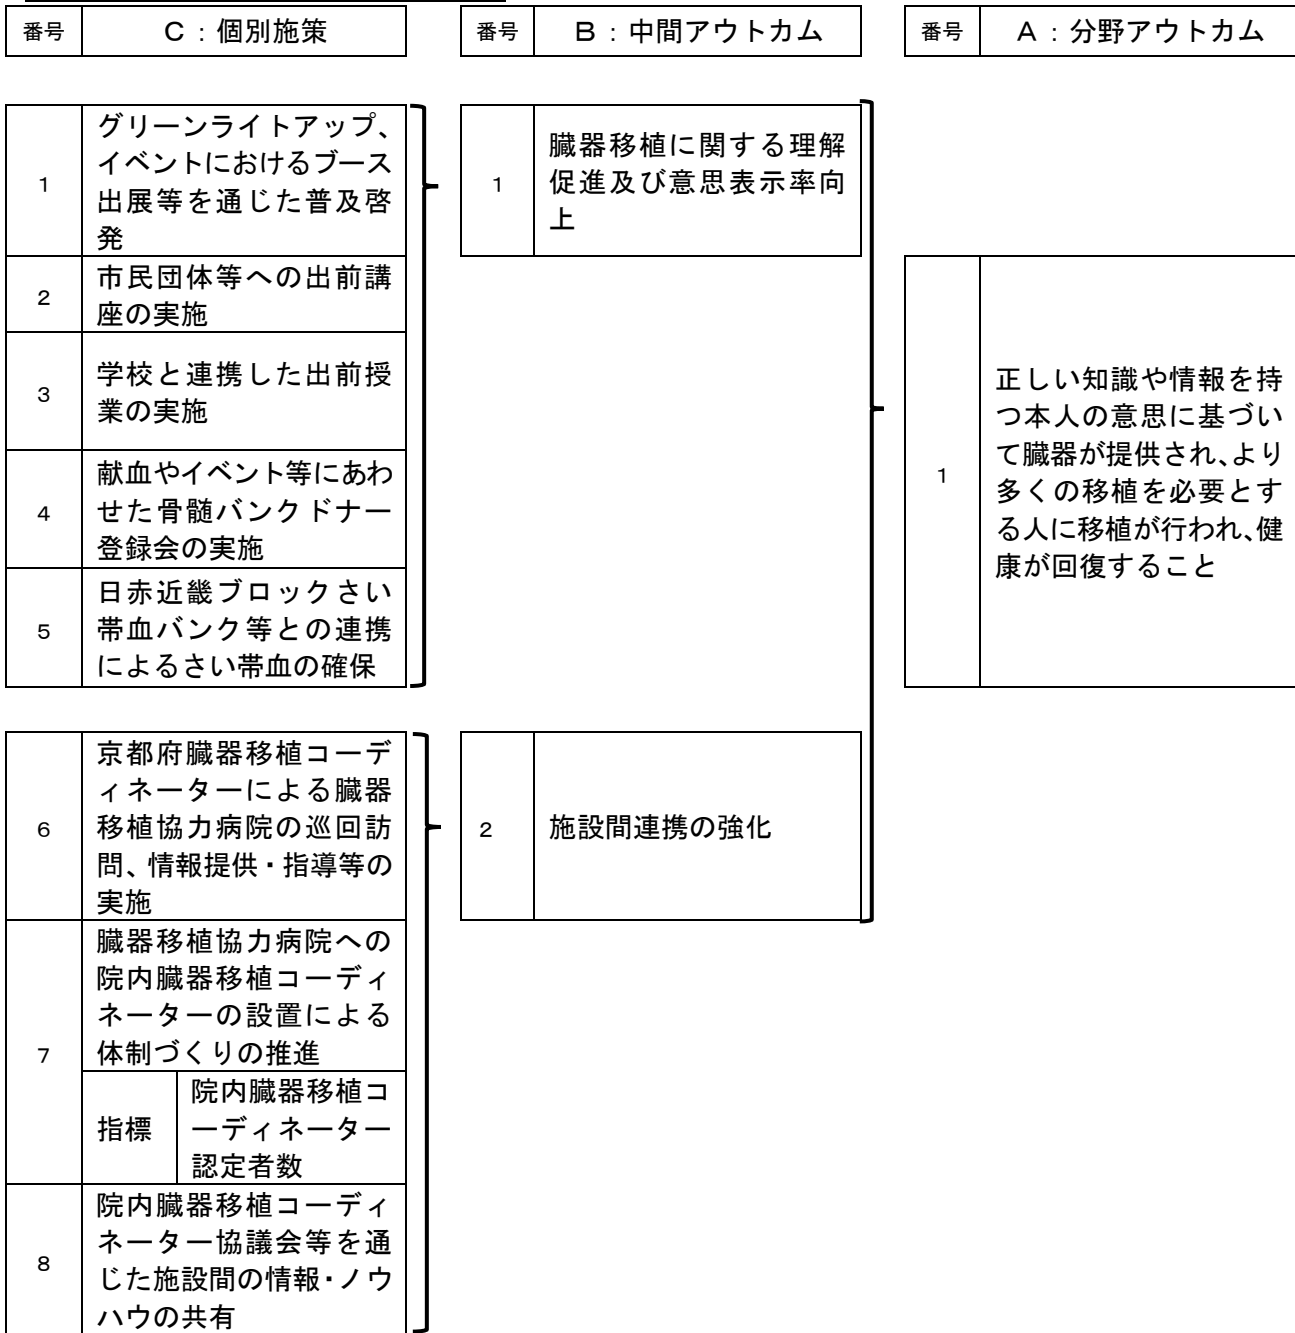 番号 C：個別施策 番号 B：中間アウトカム 番号 A：分野アウトカム
1
グリーンライトアップ、
イベントにおけるブース
出展等を通じた普及啓
発
2
市民団体等への出前講
座の実施
3
学校と連携した出前授
業の実施
4
献血やイベント等にあわ
せた骨髄バンクドナー
登録会の実施
5
日赤近畿ブロックさい
帯血バンク等との連携
によるさい帯血の確保
1
臓器移植に関する理解
促進及び意思表示率向
上
1
正しい知識や情報を持
つ本人の意思に基づい
て臓器が提供され、より
多くの移植を必要とす
る人に移植が行われ、健
康が回復すること
6
京都府臓器移植コーデ
ィネーターによる臓器
移植協力病院の巡回訪
問、情報提供・指導等の
実施
7
臓器移植協力病院への
院内臓器移植コーディ
ネーターの設置による
体制づくりの推進
指標
院内臓器移植コ
ーディネーター
認定者数
8
院内臓器移植コーディ
ネーター協議会等を通
じた施設間の情報・ノウ
ハウの共有
2
施設間連携の強化